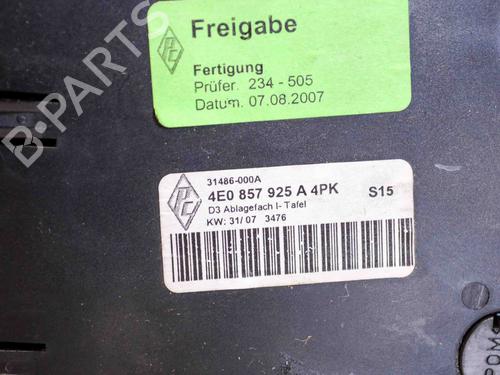 Freigabe
Fertigung
Prüfer. 234 - 505
Datum. 07.08.2007
B-PARTS
31486-000A
4E0 857 925 A 4PK S15
D3 Ablagefach I- Tafel
KW: 31/ 07 3476